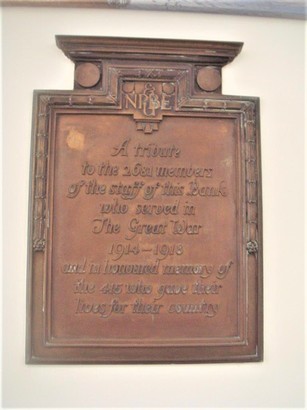 &
NPBE
U
A tribute
to the 2681 members
of the staff of this Bank
who served in
The Great War
1914-1918
and in honoured memory of
the 415 who gave their
lives for their country